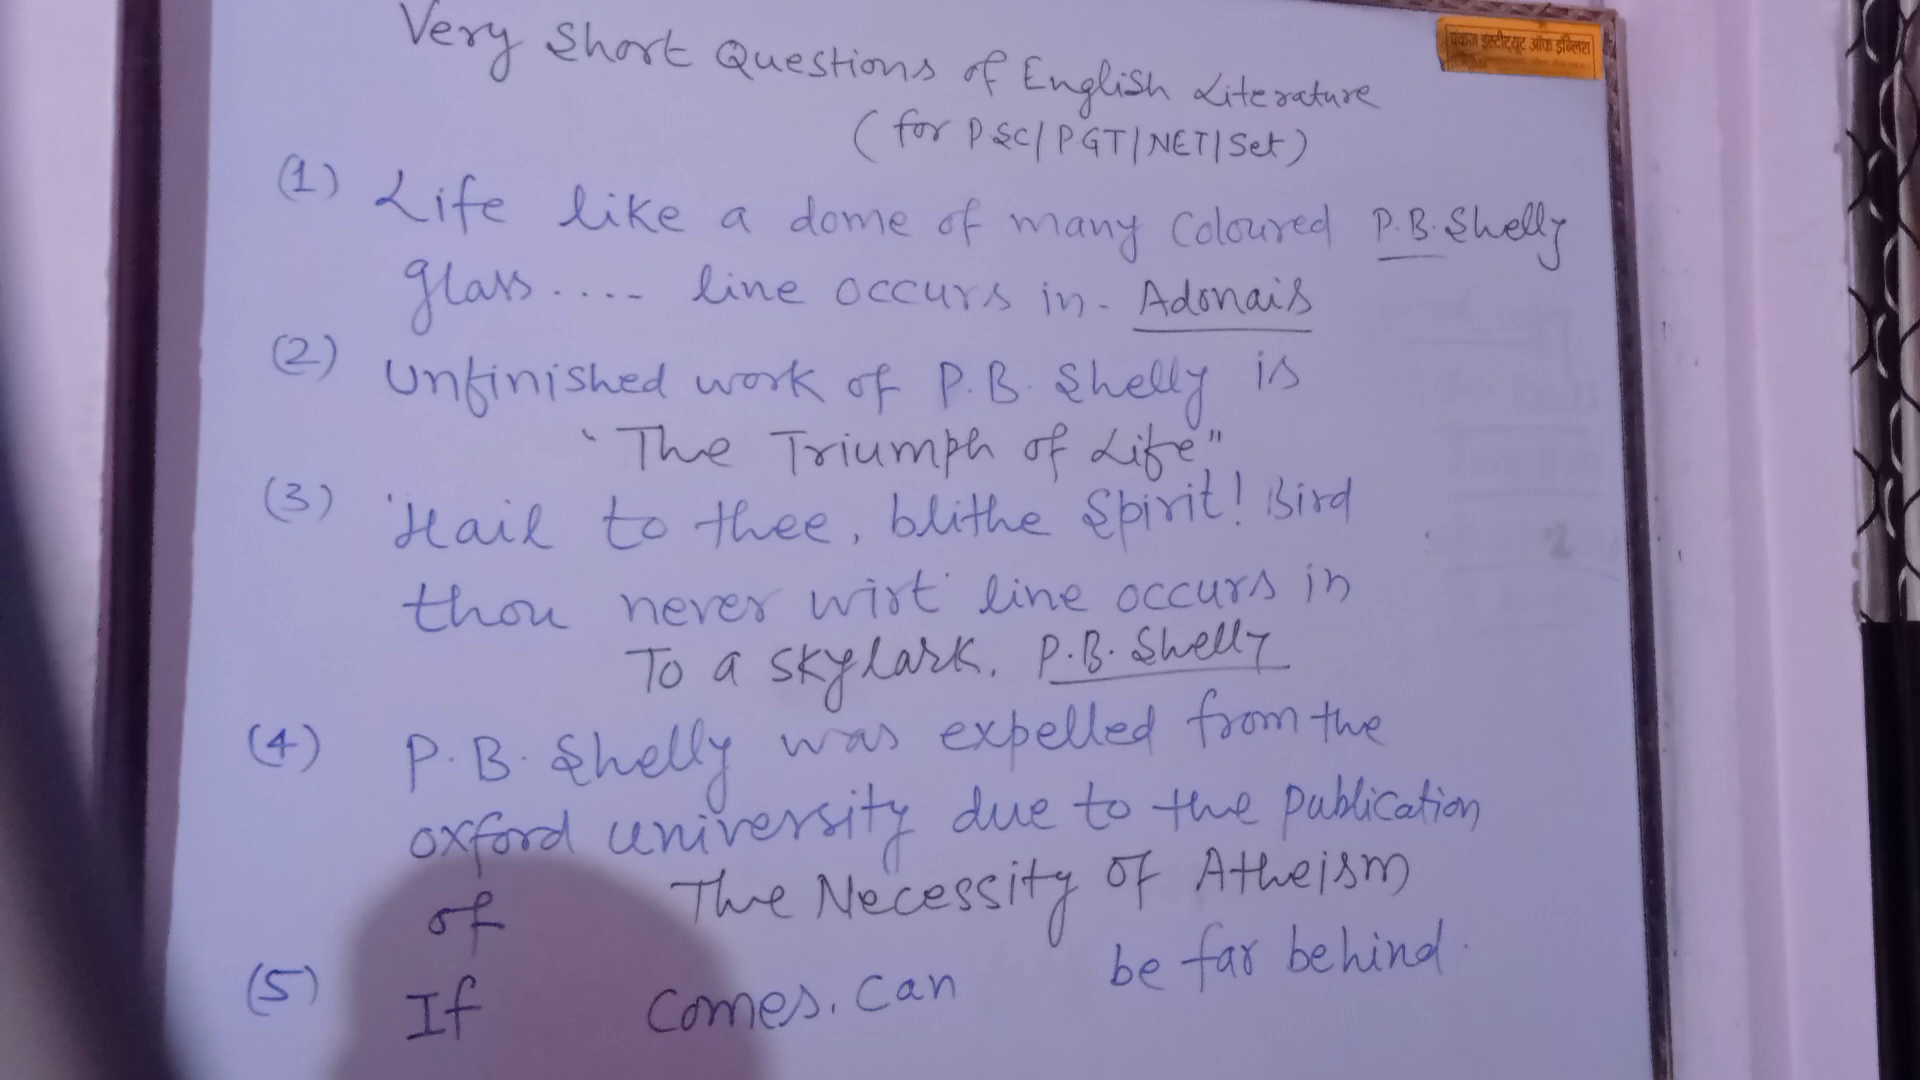 Very Short Questions of English Literature
पंकज इंस्टीट्यूट ऑफ इंग्लिश
(for PSC/PGT/NET/Set)
(1) Life like a dome of many Coloured P.B. Shelly
glass.... line occurs in - Adonais
(2) Unfinished work of P.B. Shelly is
"The Triumph of Life"
(3) 'Hail to thee, blithe Spirit! Bird
thou never wirt' line occurs in
To a skylark. P.B. Shelly
(4) P.B. Shelly was expelled from the
oxford university due to the publication
of The Necessity of Atheism
(5) If comes, can be far behind.